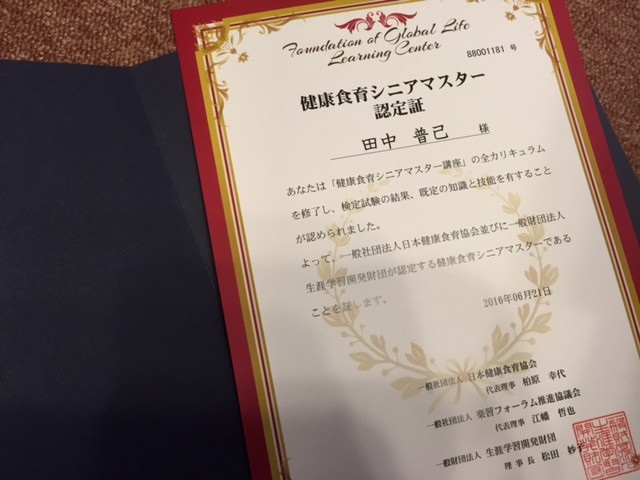 Foundation of Global Life
Learning Center
88001181 号
健康食育シニアマスター
認定証
田中 普己 様
あなたは「健康食育シニアマスター講座」の全カリキュラム
を修了し、検定試験の結果、既定の知識と技能を有すること
が認められました。
よって、一般社団法人日本健康食育協会並びに一般財団法人
生涯学習開発財団が認定する健康食育シニアマスターである
ことを証します。
2016年06月21日
一般社団法人 日本健康食育協会
代表理事 柏原 幸代
一般社団法人 楽習フォーラム推進協議会
代表理事 江幡 哲也
一般財団法人 生涯学習開発財団
理 事 長 松田 妙子